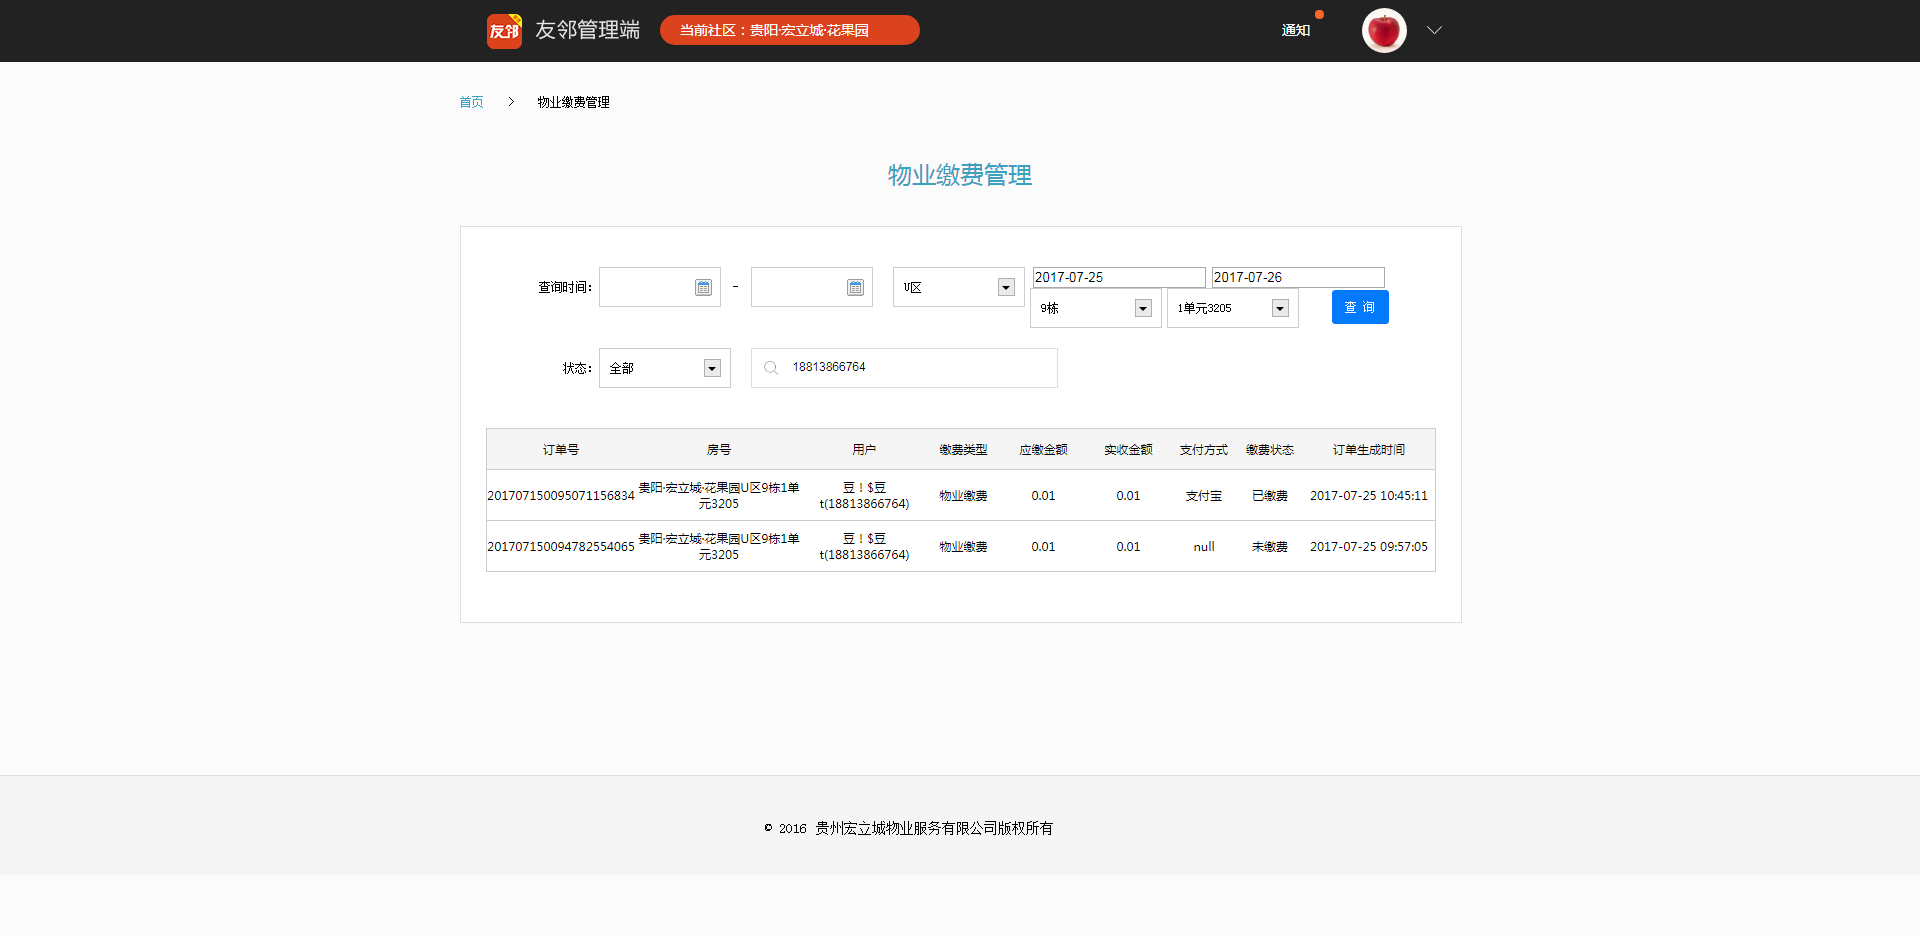 友邻
友邻管理端
当前社区：贵阳·宏立城·花果园
通知
首页 > 物业缴费管理
物业缴费管理
查询时间： - U区 2017-07-25 2017-07-26
9栋 1单元3205 查 询
状态： 全部 18813866764
订单号 房号 用户 缴费类型 应缴金额 实收金额 支付方式 缴费状态 订单生成时间
201707150095071156834 贵阳·宏立城·花果园U区9栋1单元3205 豆！$豆t(18813866764) 物业缴费 0.01 0.01 支付宝 已缴费 2017-07-25 10:45:11
201707150094782554065 贵阳·宏立城·花果园U区9栋1单元3205 豆！$豆t(18813866764) 物业缴费 0.01 0.01 null 未缴费 2017-07-25 09:57:05
© 2016 贵州宏立城物业服务有限公司版权所有